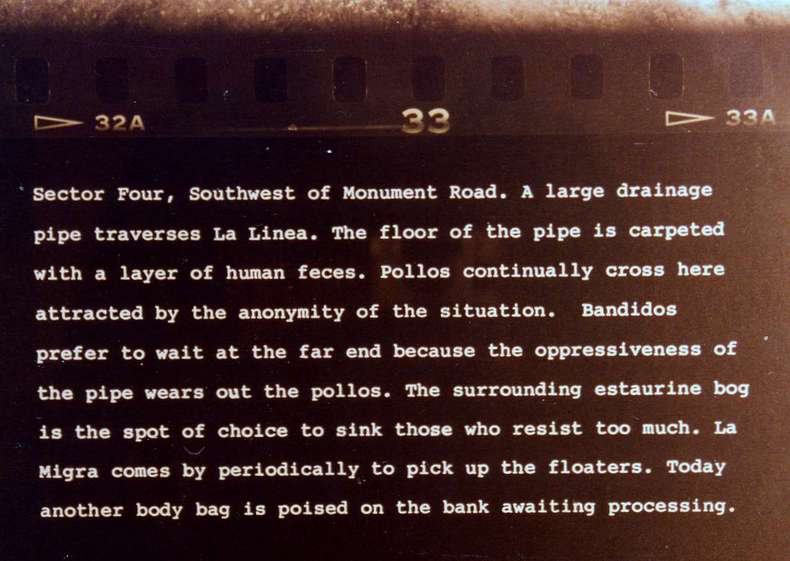 32A 33 33A
Sector Four, Southwest of Monument Road. A large drainage
pipe traverses La Linea. The floor of the pipe is carpeted
with a layer of human feces. Pollos continually cross here
attracted by the anonymity of the situation.  Bandidos
prefer to wait at the far end because the oppressiveness of
the pipe wears out the pollos. The surrounding estaurine bog
is the spot of choice to sink those who resist too much. La
Migra comes by periodically to pick up the floaters. Today
another body bag is poised on the bank awaiting processing.